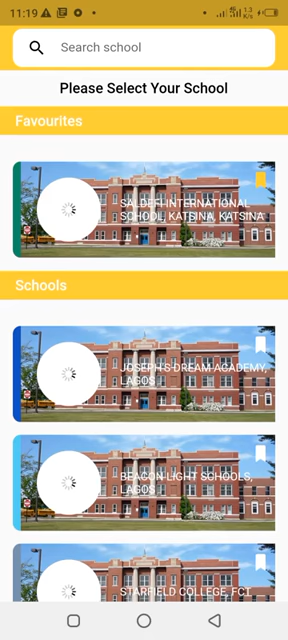 11:19
Search school
Please Select Your School
Favourites
SALDEFI INTERNATIONAL
SCHOOL, KATSINA, KATSINA
Schools
JOSEPH'S DREAM ACADEMY,
LAGOS
BEACON LIGHT SCHOOLS,
LAGOS
STARFIELD COLLEGE, FCT